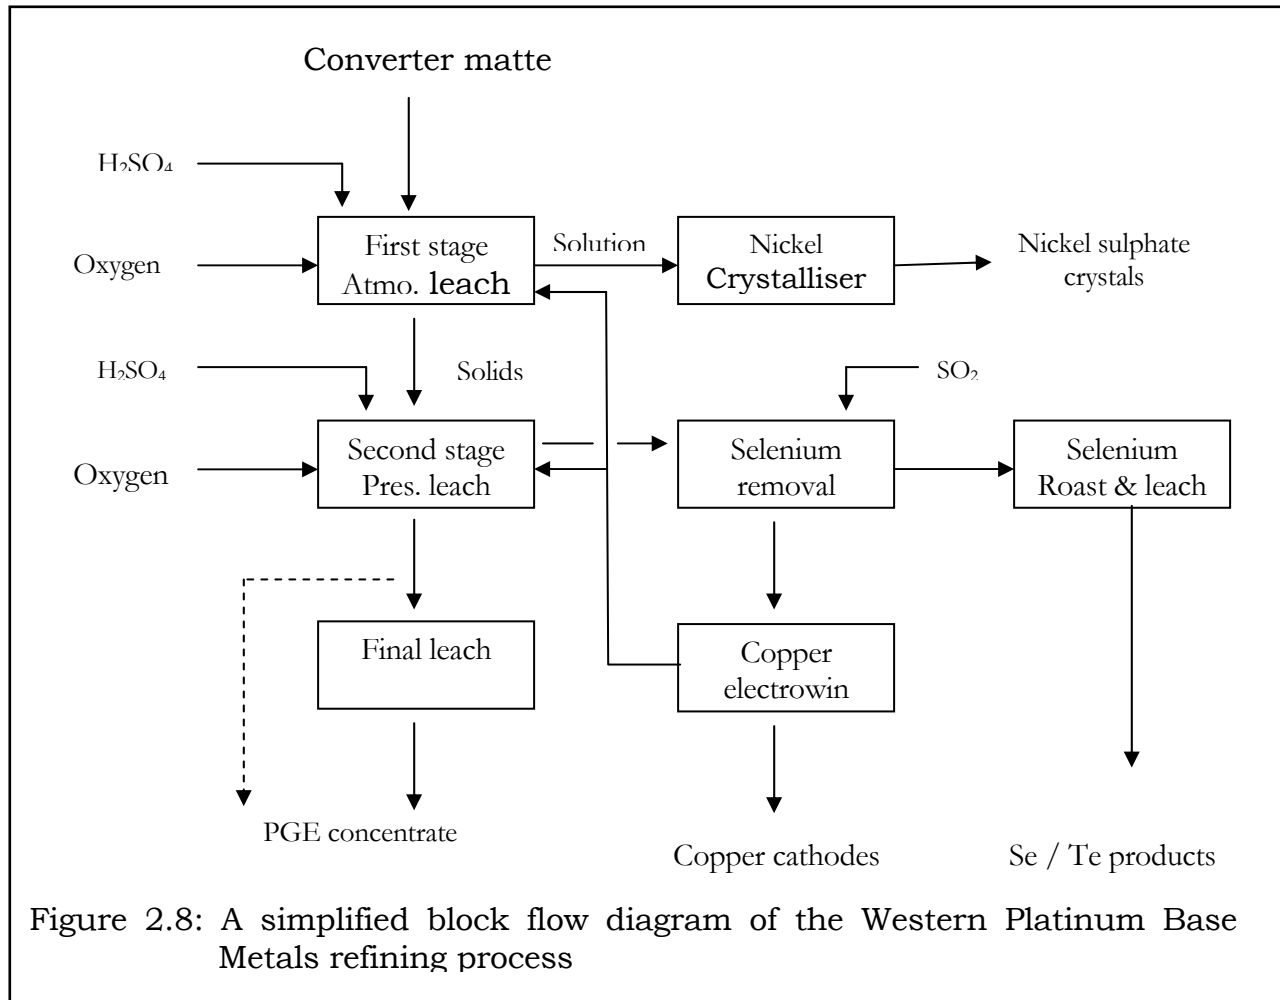 Converter matte
H₂SO₄
First stage
Atmo. leach
Oxygen
Solution
Nickel
Crystalliser
Nickel sulphate
crystals
H₂SO₄
Solids
SO₂
Oxygen
Second stage
Pres. leach
Selenium
removal
Selenium
Roast & leach
Final leach
Copper
electrowin
PGE concentrate
Copper cathodes
Se / Te products
Figure 2.8: A simplified block flow diagram of the Western Platinum Base
Metals refining process